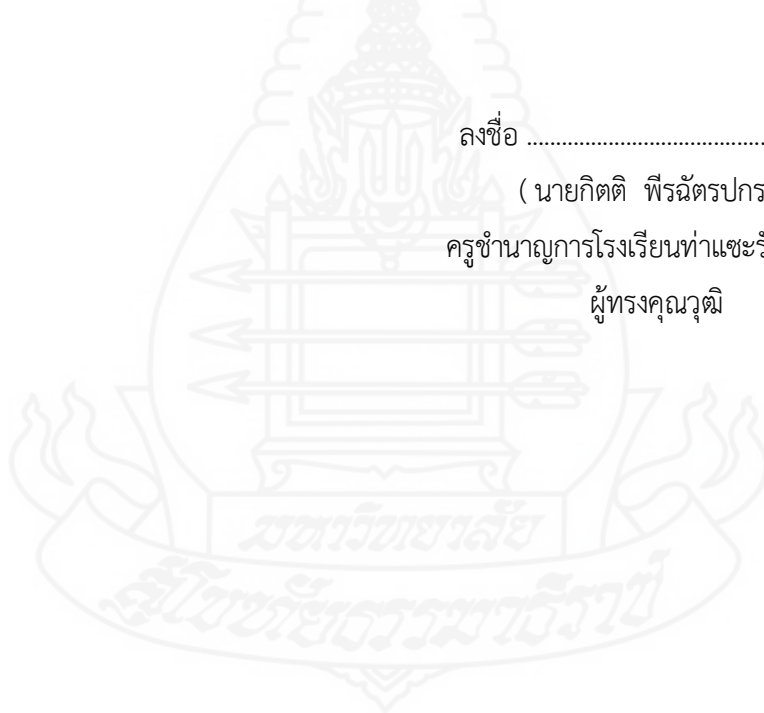 ลงชื่อ .........................................
( นายกิตติ พีรฉัตรปกร
ครูชำนาญการโรงเรียนท่าแซะรั
ผู้ทรงคุณวุฒิ
มหาวิทยาลัย
สุโขทัยธรรมาธิราช